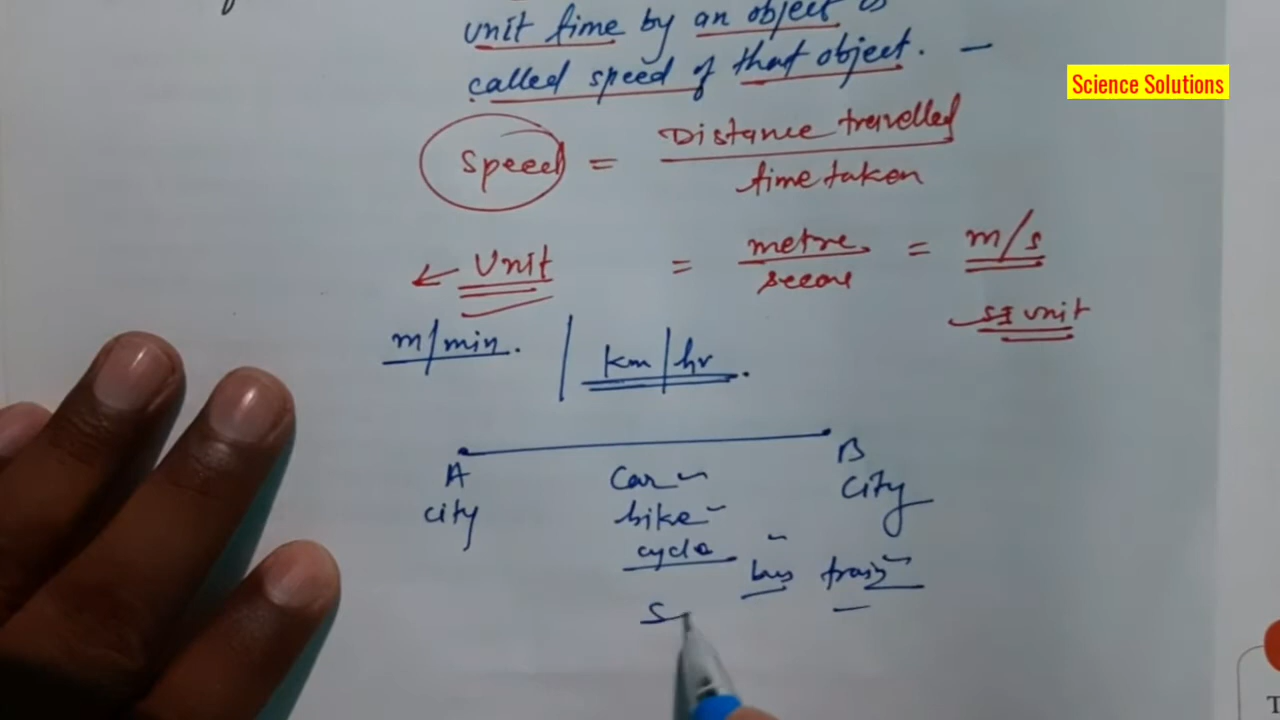 unit time by an object is
called speed of that object. —
Science Solutions
Speed = Distance travelled / time taken
Unit = metre / = m/s
SI unit
m/min. | km/hr.
A B
city Car city
bike
cycle
bus train
S
T